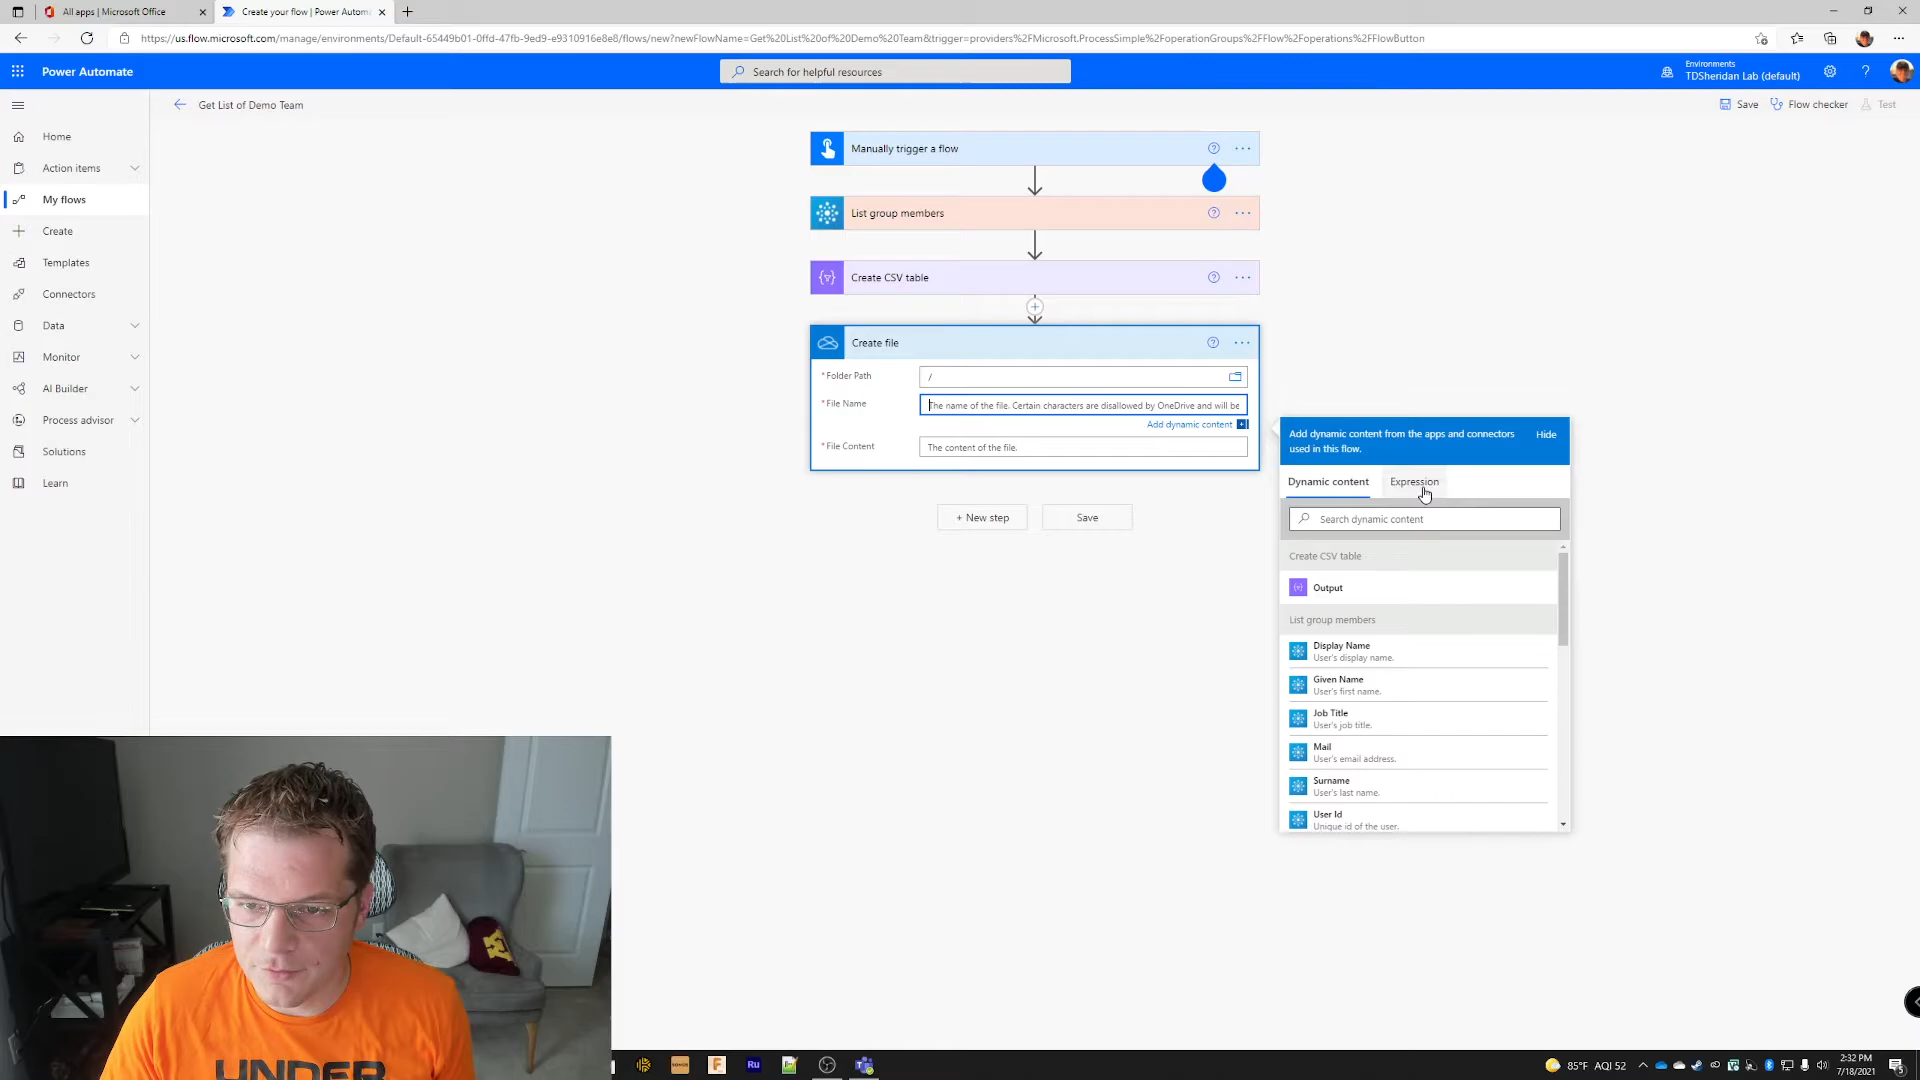 All apps | Microsoft Office
Create your flow | Power Automa
https://us.flow.microsoft.com/manage/environments/Default-65449b01-0ffd-47fb-9ed9-e9310916e8e8/flows/new?newFlowName=Get%20List%20of%20Demo%20Team&trigger=providers%2FMicrosoft.ProcessSimple%2FoperationGroups%2FFlow%2Foperations%2FFlowButton
Power Automate
Search for helpful resources
Environments
TDSheridan Lab (default)
Get List of Demo Team
Save
Flow checker
Test
Home
Action items
My flows
Create
Templates
Connectors
Data
Monitor
AI Builder
Process advisor
Solutions
Learn
Manually trigger a flow
List group members
Create CSV table
Create file
* Folder Path
/
* File Name
The name of the file. Certain characters are disallowed by OneDrive and will be
Add dynamic content
* File Content
The content of the file.
+ New step
Save
Add dynamic content from the apps and connectors
used in this flow.
Hide
Dynamic content
Expression
Search dynamic content
Create CSV table
Output
List group members
Display Name
User's display name.
Given Name
User's first name.
Job Title
User's job title.
Mail
User's email address.
Surname
User's last name.
User Id
Unique id of the user.
UNDER
Ru
85°F AQI 52
2:32 PM
7/18/2021